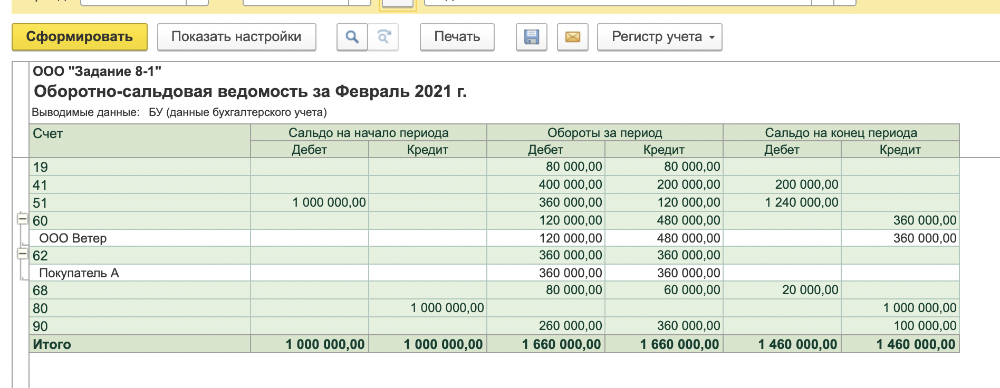 Сформировать Показать настройки Печать Регистр учета
ООО "Задание 8-1"
Оборотно-сальдовая ведомость за Февраль 2021 г.
Выводимые данные: БУ (данные бухгалтерского учета)
Счет Сальдо на начало периода Обороты за период Сальдо на конец периода
Дебет Кредит Дебет Кредит Дебет Кредит
19 80 000,00 80 000,00
41 400 000,00 200 000,00 200 000,00
51 1 000 000,00 360 000,00 120 000,00 1 240 000,00
60 120 000,00 480 000,00 360 000,00
ООО Ветер 120 000,00 480 000,00 360 000,00
62 360 000,00 360 000,00
Покупатель А 360 000,00 360 000,00
68 80 000,00 60 000,00 20 000,00
80 1 000 000,00 1 000 000,00
90 260 000,00 360 000,00 100 000,00
Итого 1 000 000,00 1 000 000,00 1 660 000,00 1 660 000,00 1 460 000,00 1 460 000,00